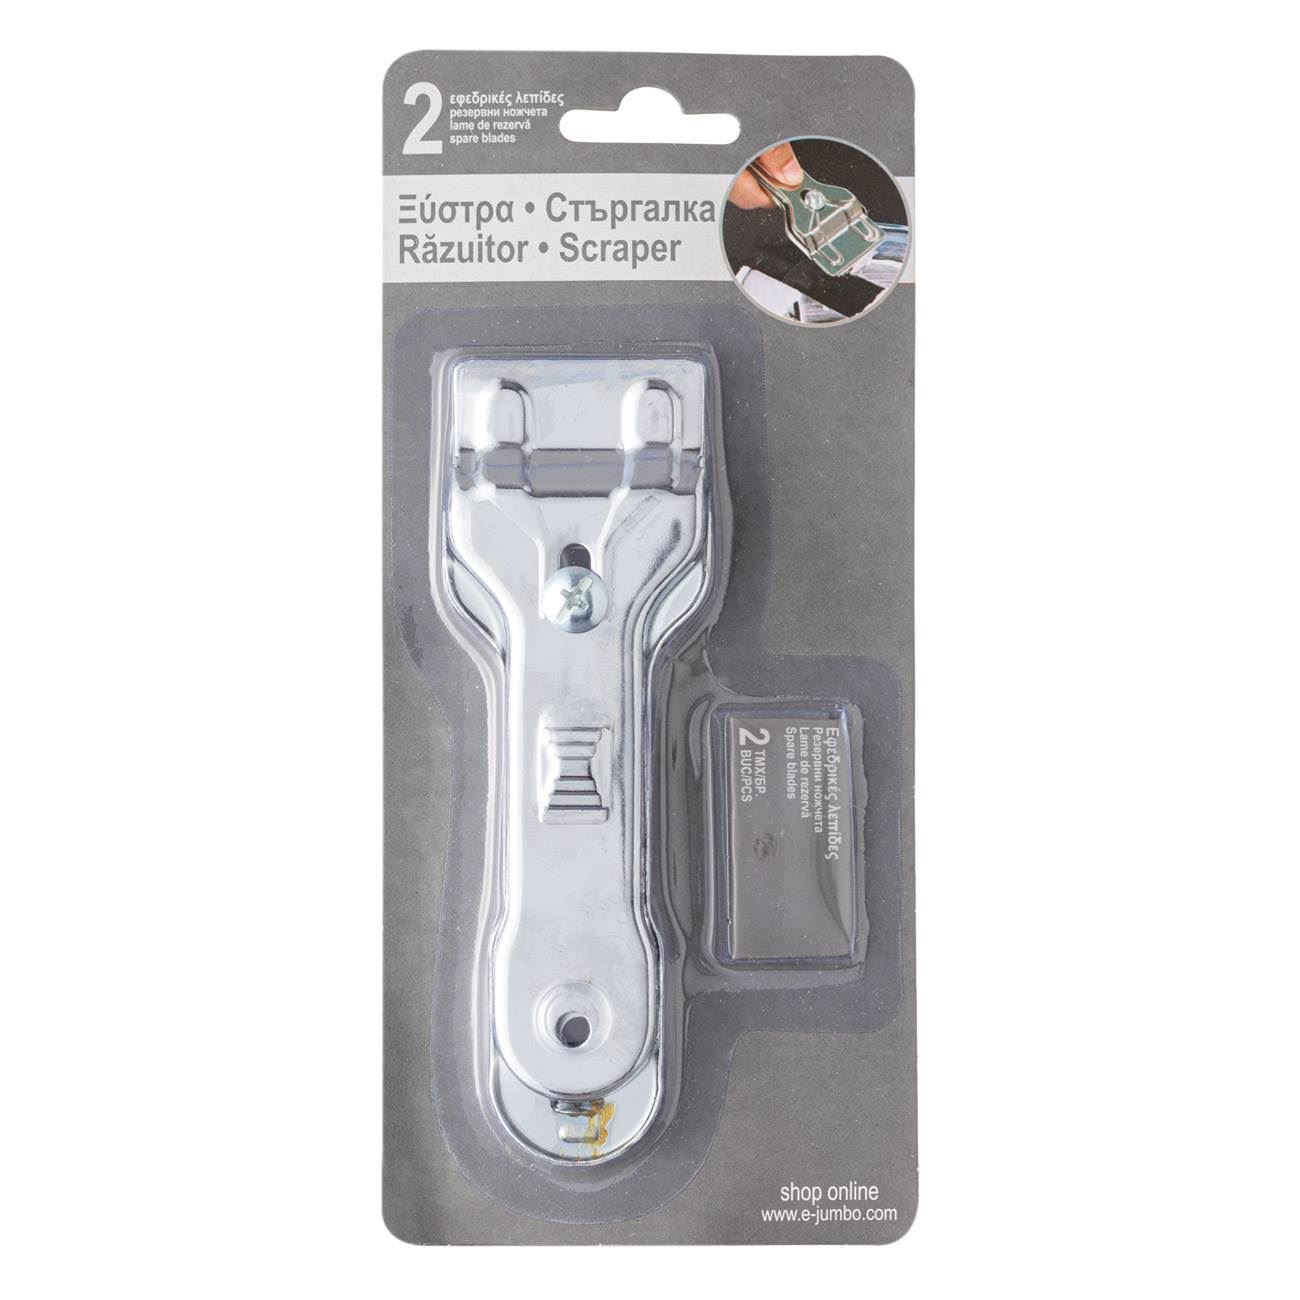 2
εφεδρικές λεπίδες
резервни ножчета
lame de rezervă
spare blades
Ξύστρα • Стъргалка
Răzuitor • Scraper
Εφεδρικές λεπίδες
Резервни ножчета
Lame de rezervă
Spare blades
2 ΤΜΧ/БР.
BUC/PCS
shop online
www.e-jumbo.com